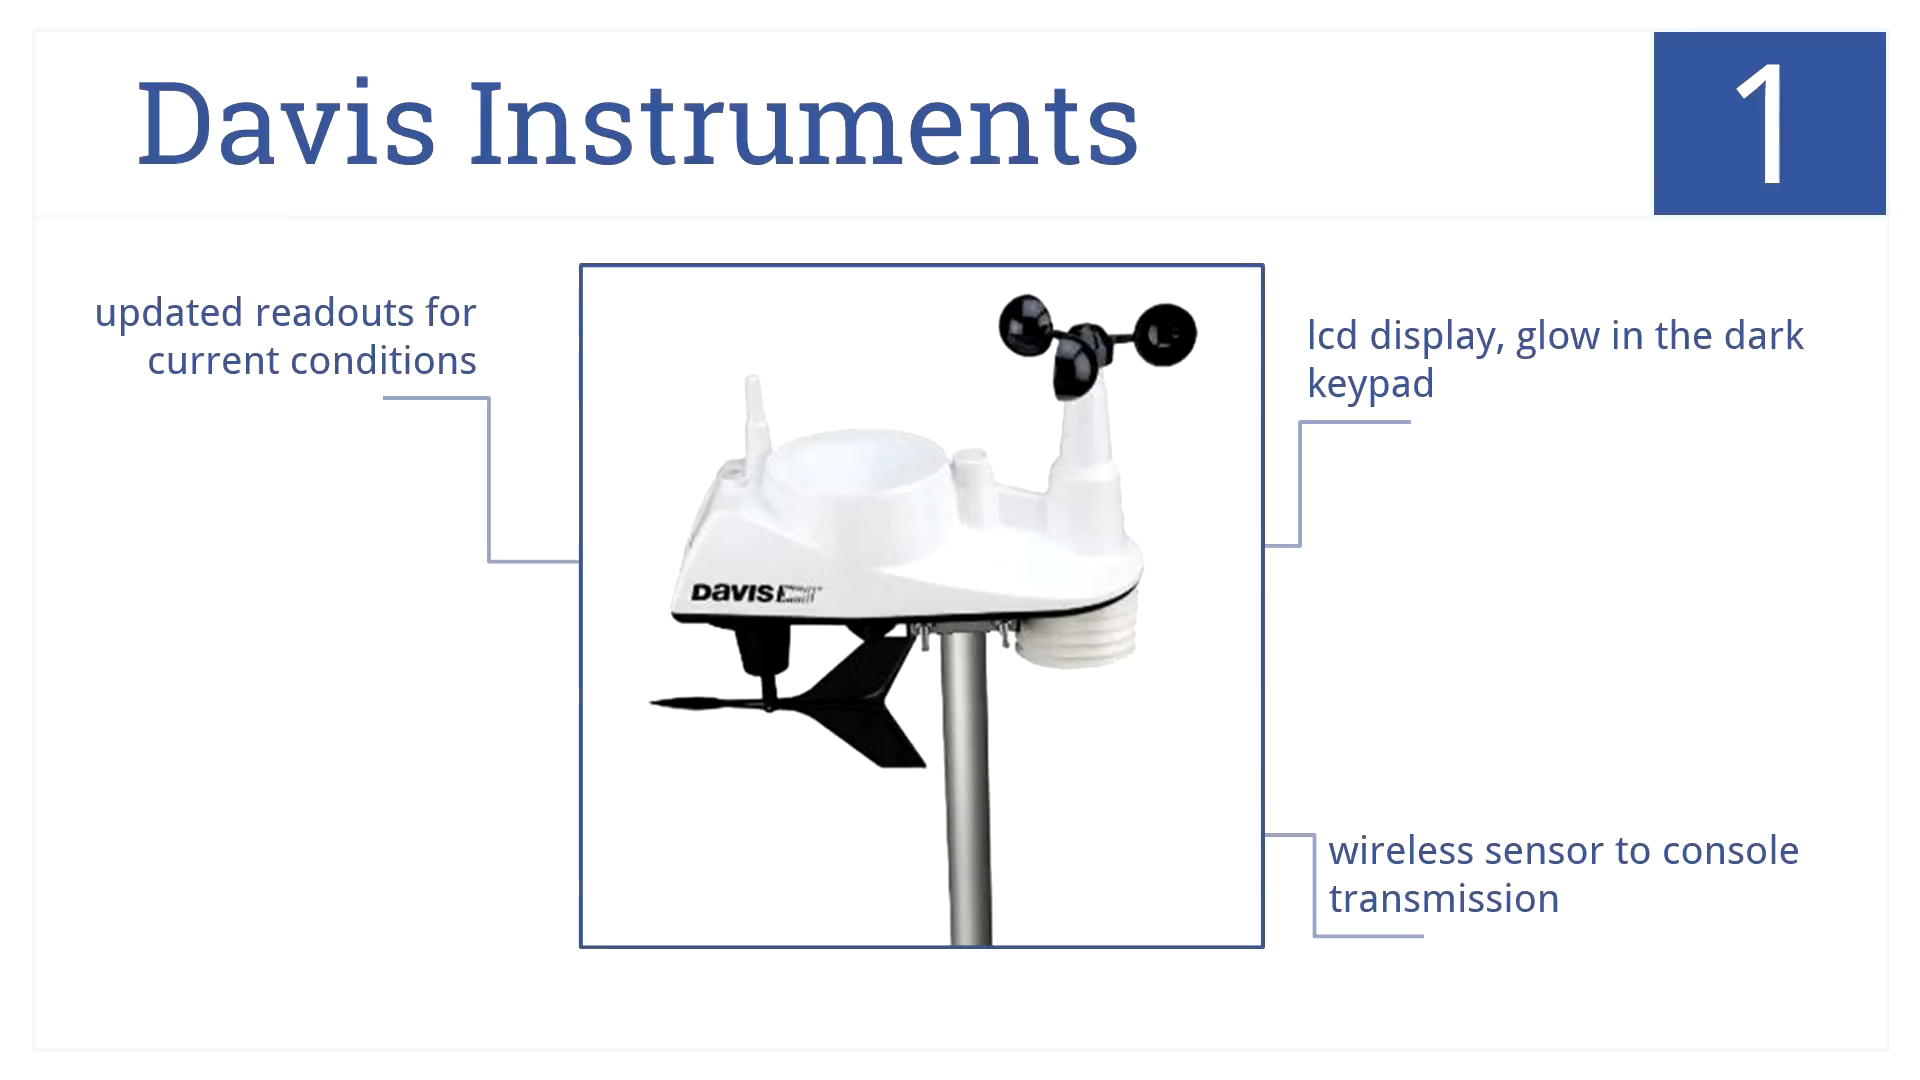 Davis Instruments
1
updated readouts for
current conditions
lcd display, glow in the dark
keypad
DAVIS
wireless sensor to console
transmission